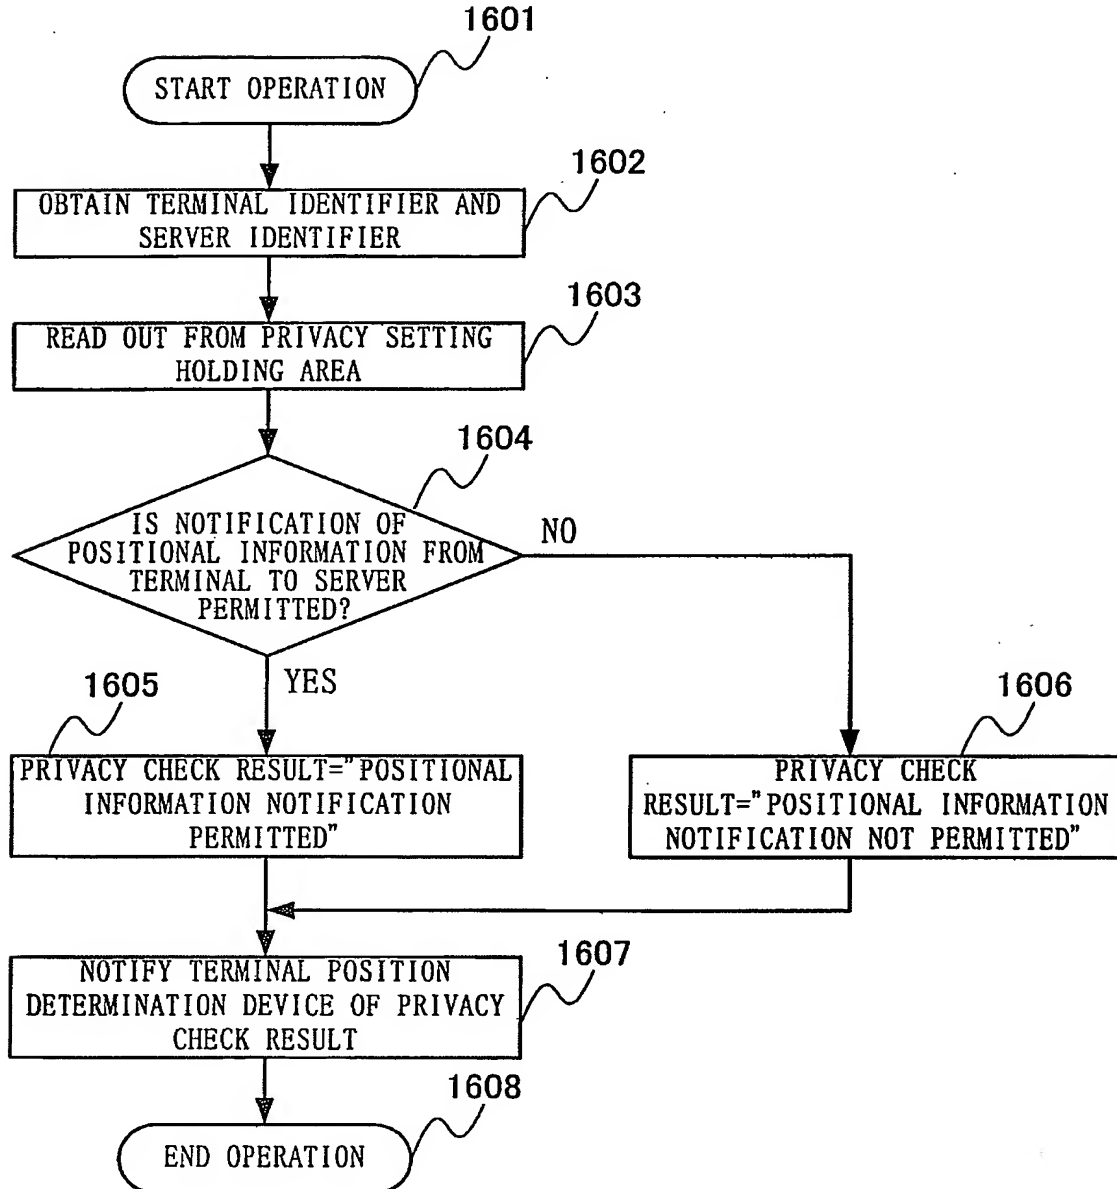 1601
START OPERATION
1602
OBTAIN TERMINAL IDENTIFIER AND
SERVER IDENTIFIER
1603
READ OUT FROM PRIVACY SETTING
HOLDING AREA
1604
IS NOTIFICATION OF
POSITIONAL INFORMATION FROM
TERMINAL TO SERVER
PERMITTED?
NO
YES
1605
PRIVACY CHECK RESULT="POSITIONAL
INFORMATION NOTIFICATION
PERMITTED"
1606
PRIVACY CHECK
RESULT="POSITIONAL INFORMATION
NOTIFICATION NOT PERMITTED"
1607
NOTIFY TERMINAL POSITION
DETERMINATION DEVICE OF PRIVACY
CHECK RESULT
1608
END OPERATION